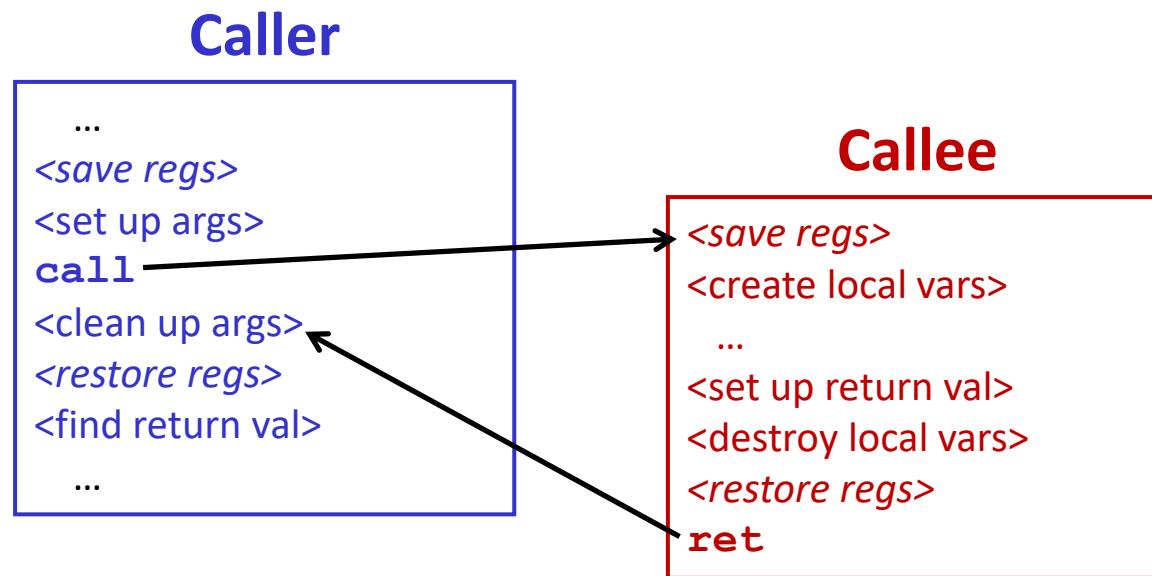 Caller
...
<save regs>
<set up args>
call
<clean up args>
<restore regs>
<find return val>
...
Callee
<save regs>
<create local vars>
...
<set up return val>
<destroy local vars>
<restore regs>
ret